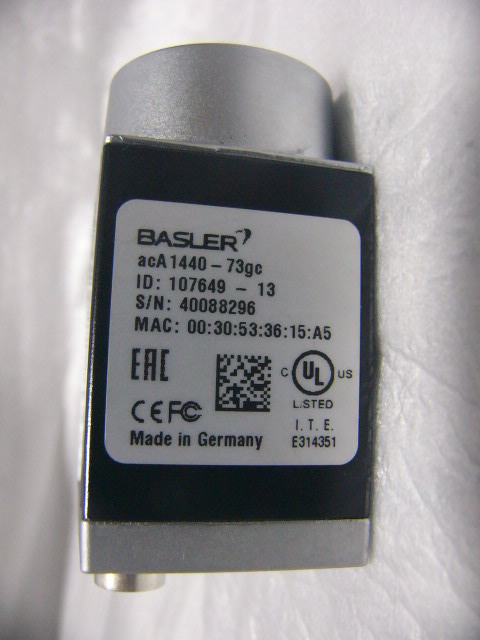 BASLER
acA1440-73gc
ID: 107649 - 13
S/N: 40088296
MAC: 00:30:53:36:15:A5
EAC
C UL US
LISTED
CE FC
I. T. E.
Made in Germany
E314351